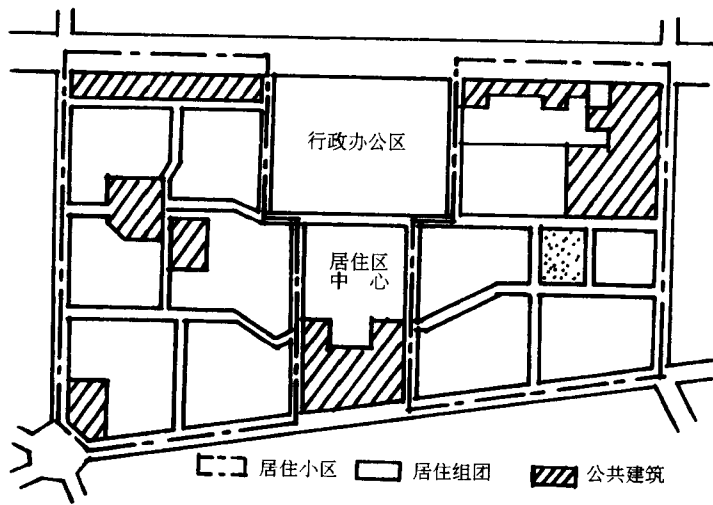 行政办公区
居住区
中心
居住小区
居住组团
公共建筑